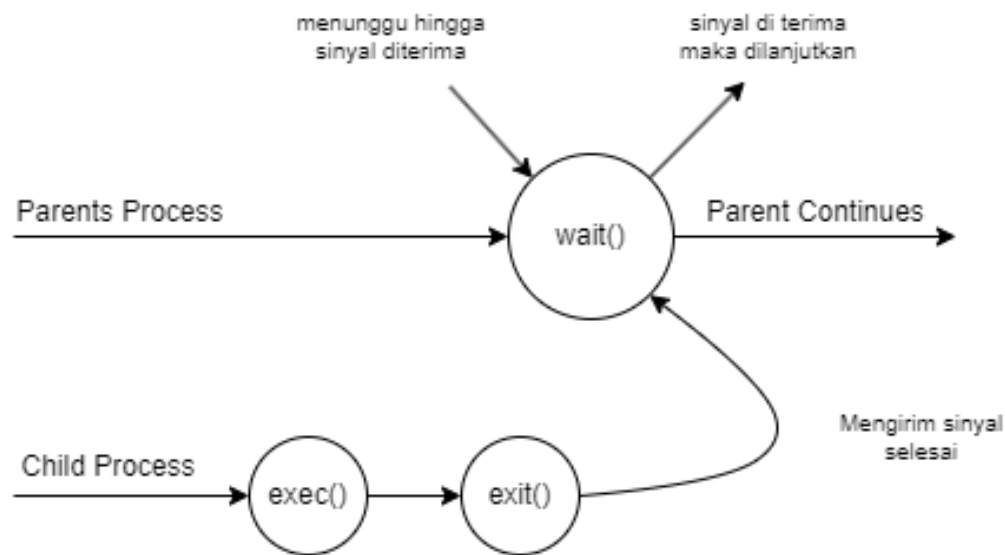 menunggu hingga
sinyal diterima
sinyal di terima
maka dilanjutkan
Parents Process
wait()
Parent Continues
Mengirim sinyal
selesai
Child Process
exec()
exit()